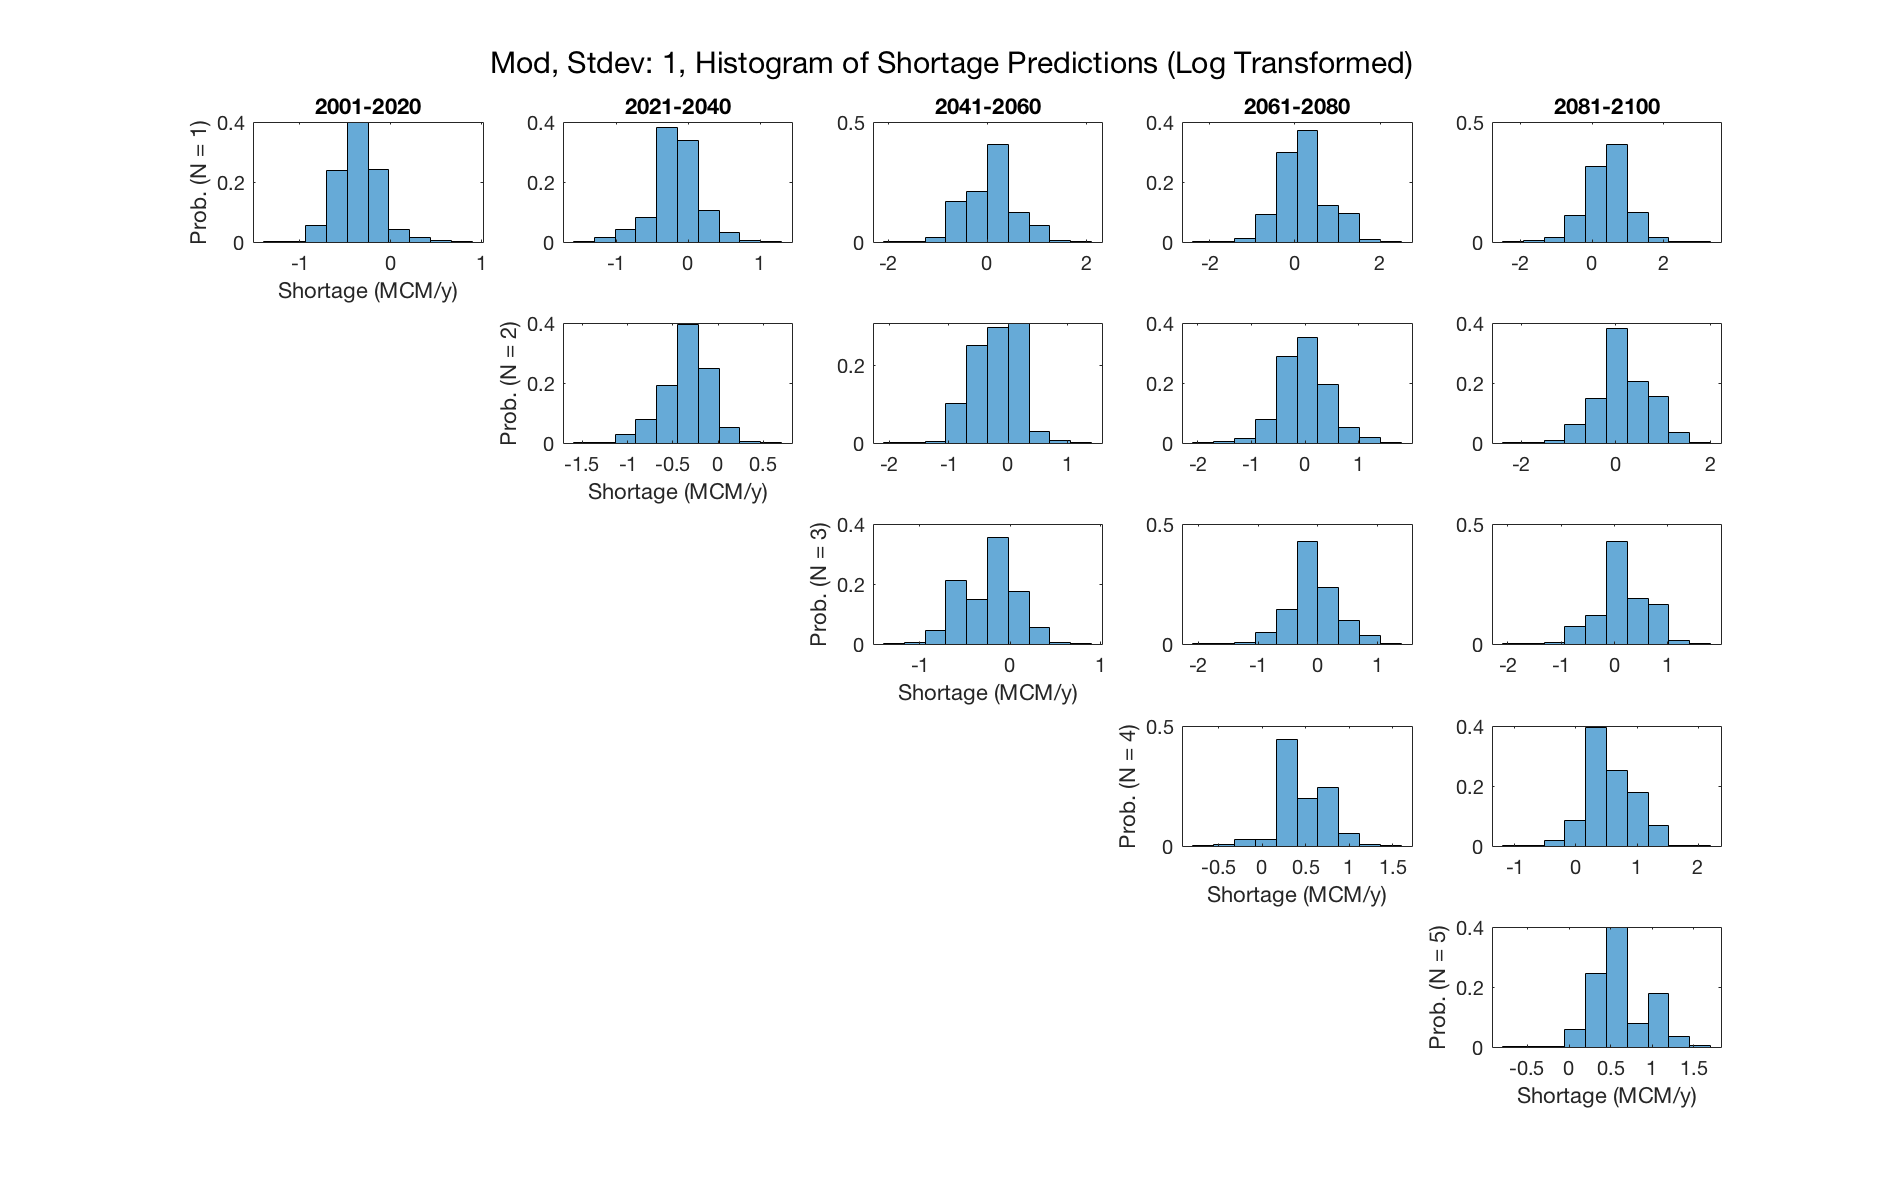 Mod, Stdev: 1, Histogram of Shortage Predictions (Log Transformed)
2001-2020 2021-2040 2041-2060 2061-2080 2081-2100
Prob. (N = 1)
0.4 0.4 0.5 0.4 0.5
0.2 0.2 0.2
0 0 0 0 0
-1 0 1 -1 0 1 -2 0 2 -2 0 2 -2 0 2
Shortage (MCM/y)
Prob. (N = 2)
0.4 0.4 0.4
0.2 0.2 0.2 0.2
0 0 0 0
-1.5 -1 -0.5 0 0.5 -2 -1 0 1 -2 -1 0 1 -2 0 2
Shortage (MCM/y)
Prob. (N = 3)
0.4 0.5 0.5
0.2
0 0 0
-1 0 1 -2 -1 0 1 -2 -1 0 1
Shortage (MCM/y)
Prob. (N = 4)
0.5 0.4
0.2
0 0
-0.5 0 0.5 1 1.5 -1 0 1 2
Shortage (MCM/y)
Prob. (N = 5)
0.4
0.2
0
-0.5 0 0.5 1 1.5
Shortage (MCM/y)